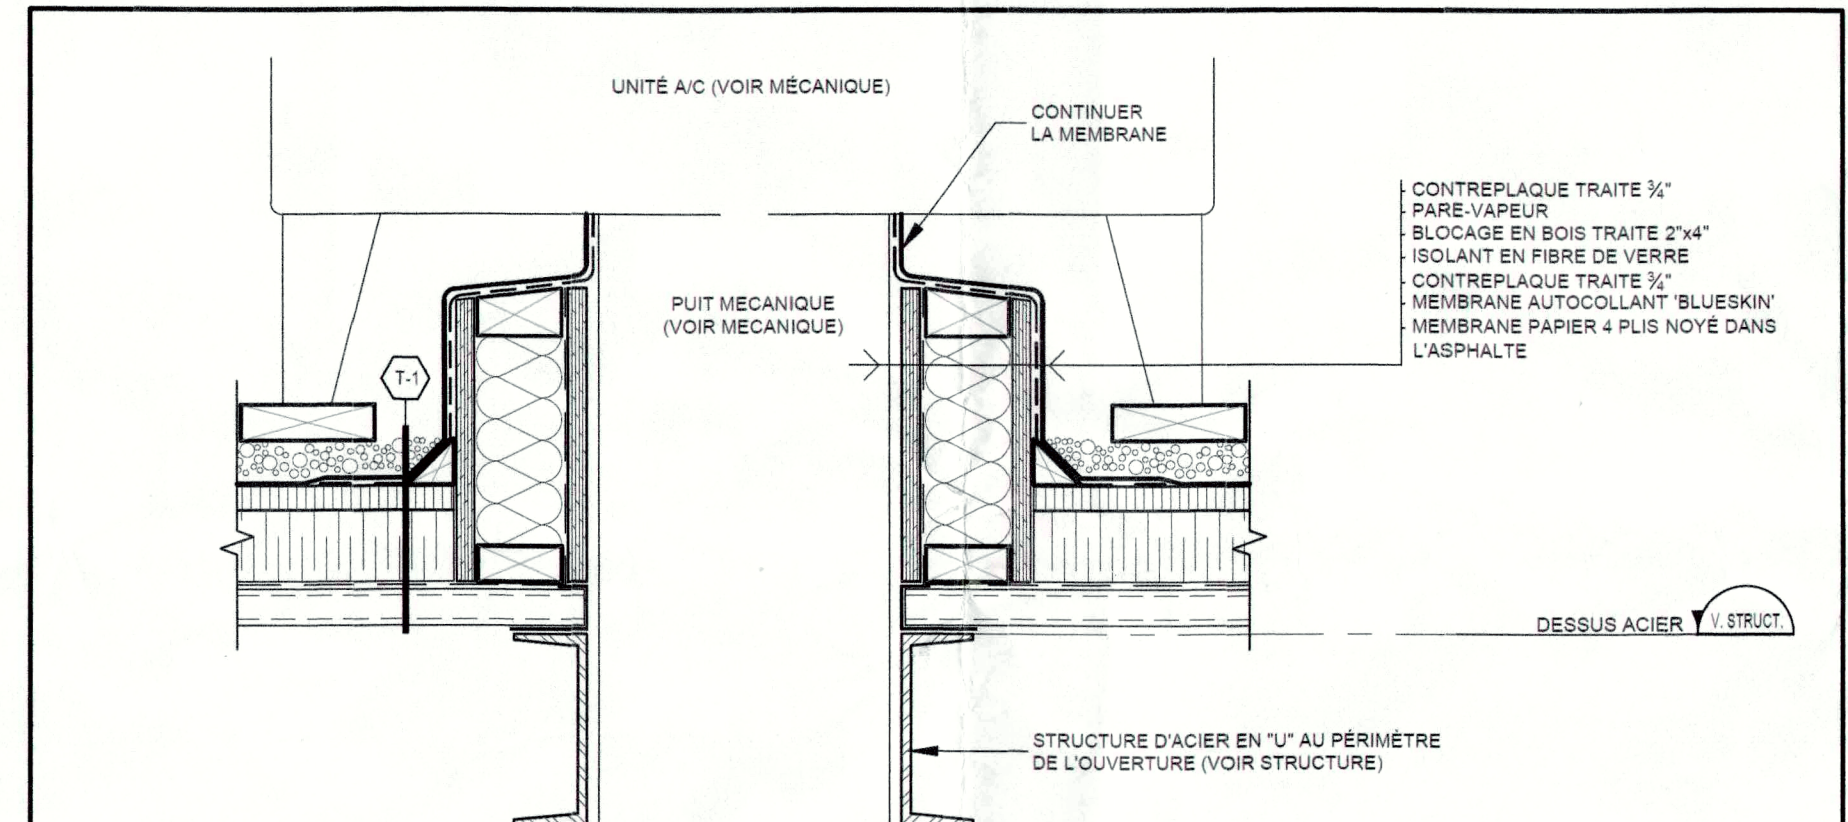 UNITÉ A/C (VOIR MÉCANIQUE)
CONTINUER
LA MEMBRANE
CONTREPLAQUE TRAITE ¾"
PARE-VAPEUR
BLOCAGE EN BOIS TRAITE 2"x4"
ISOLANT EN FIBRE DE VERRE
CONTREPLAQUE TRAITE ¾"
MEMBRANE AUTOCOLLANT 'BLUESKIN'
MEMBRANE PAPIER 4 PLIS NOYÉ DANS
L'ASPHALTE
PUIT MECANIQUE
(VOIR MECANIQUE)
T-1
DESSUS ACIER
V. STRUCT.
STRUCTURE D'ACIER EN "U" AU PÉRIMÈTRE
DE L'OUVERTURE (VOIR STRUCTURE)